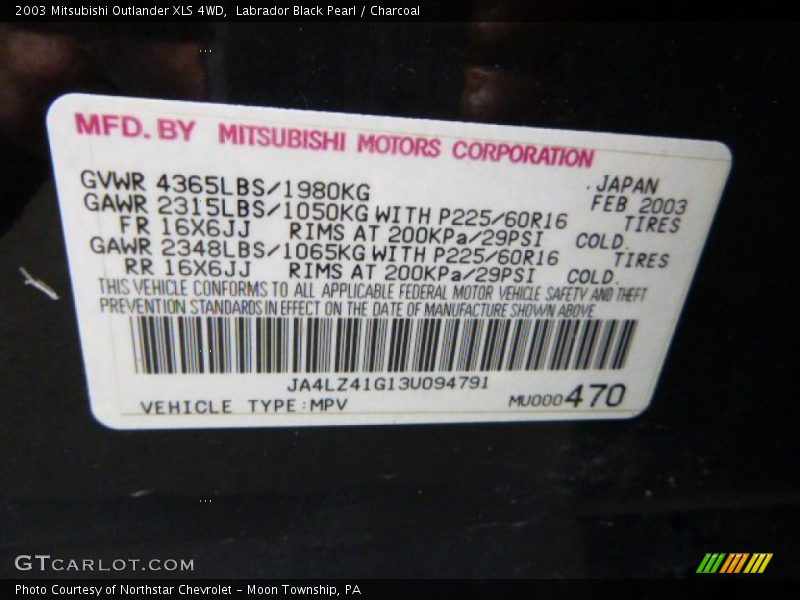 2003 Mitsubishi Outlander XLS 4WD,  Labrador Black Pearl / Charcoal
MFD. BY MITSUBISHI MOTORS CORPORATION
GVWR 4365LBS/1980KG .JAPAN
GAWR 2315LBS/1050KG WITH P225/60R16 FEB 2003
FR 16X6JJ RIMS AT 200KPa/29PSI TIRES COLD.
GAWR 2348LBS/1065KG WITH P225/60R16 TIRES
RR 16X6JJ RIMS AT 200KPa/29PSI COLD.
THIS VEHICLE CONFORMS TO ALL APPLICABLE FEDERAL MOTOR VEHICLE SAFETY AND THEFT
PREVENTION STANDARDS IN EFFECT ON THE DATE OF MANUFACTURE SHOWN ABOVE.
JA4LZ41G13U094791
VEHICLE TYPE:MPV MU000470
GTCARLOT.COM
Photo Courtesy of Northstar Chevrolet - Moon Township, PA